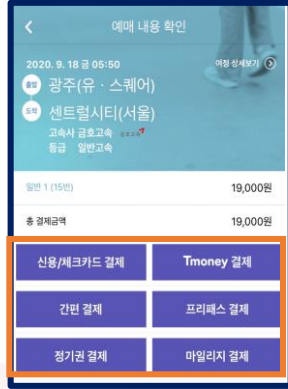 예매 내용 확인
2020. 9. 18 금 05:50
여정 상세보기
출발 광주(유 · 스퀘어)
도착 센트럴시티(서울)
고속사 금호고속 금호고속
등급 일반고속
일반 1 (15번)
19,000원
총 결제금액
19,000원
신용/체크카드 결제
Tmoney 결제
간편 결제
프리패스 결제
정기권 결제
마일리지 결제